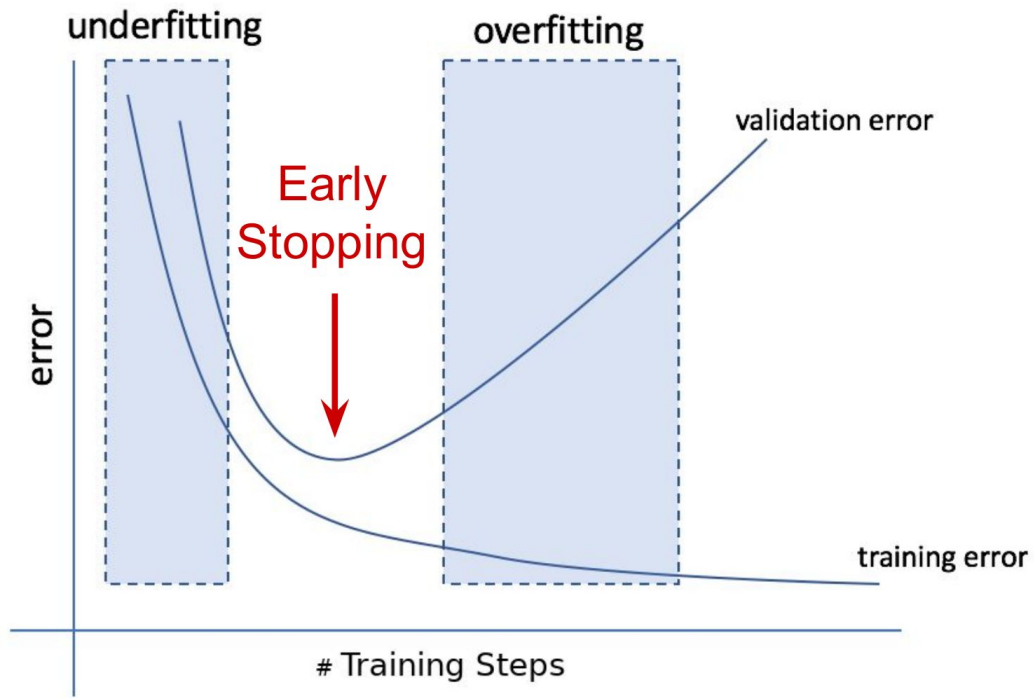 underfitting
overfitting
validation error
Early
Stopping
error
training error
# Training Steps